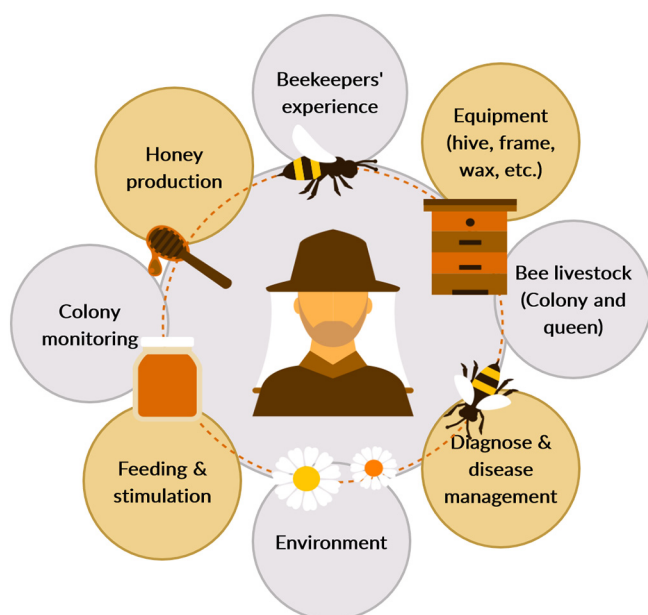 Beekeepers'
experience
Equipment
(hive, frame,
wax, etc.)
Bee livestock
(Colony and
queen)
Diagnose &
disease
management
Environment
Feeding &
stimulation
Colony
monitoring
Honey
production